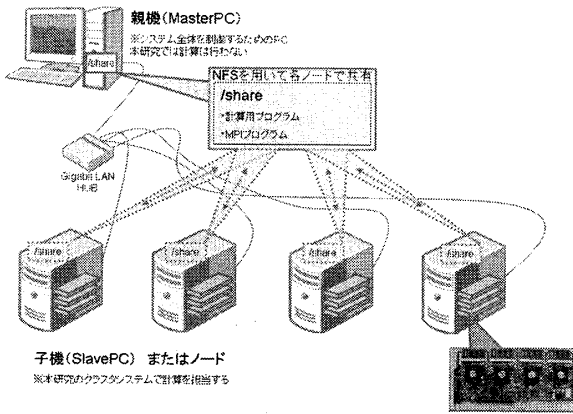 親機(MasterPC)
※システム全体を制御するためのPC
本研究では計算は行わない
/share
NFSを用いて各ノードで共有
/share
・計算用プログラム
・MPIプログラム
Gigabit LAN
HUB
/share
/share
/share
/share
子機(SlavePC) またはノード
※本研究のクラスタシステムで計算を担当する